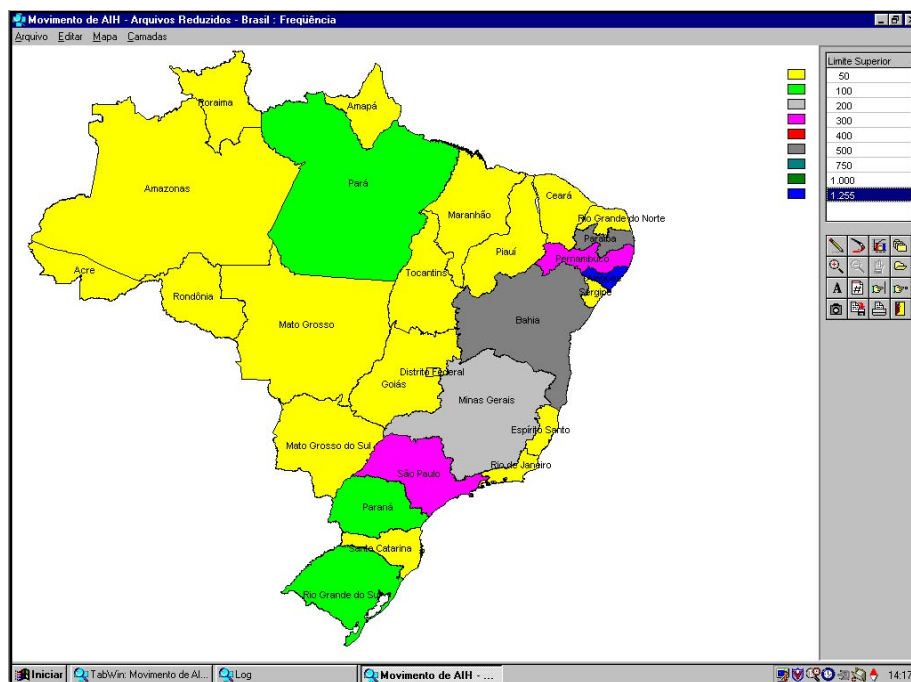 Movimento de AIH - Arquivos Reduzidos - Brasil : Freqüência
Arquivo Editar Mapa Camadas
Limite Superior
50
100
200
300
400
500
750
1.000
1.255
Roraima
Amapá
Amazonas
Pará
Maranhão
Ceará
Rio Grande do Norte
Paraíba
Piauí
Pernambuco
Acre
Tocantins
Sergipe
Rondônia
Mato Grosso
Bahia
Distrito Federal
Goiás
Minas Gerais
Espírito Santo
Mato Grosso do Sul
Rio de Janeiro
São Paulo
Paraná
Santa Catarina
Rio Grande do Sul
A #
Iniciar TabWin: Movimento de AI... Log Movimento de AIH - ... 14:17